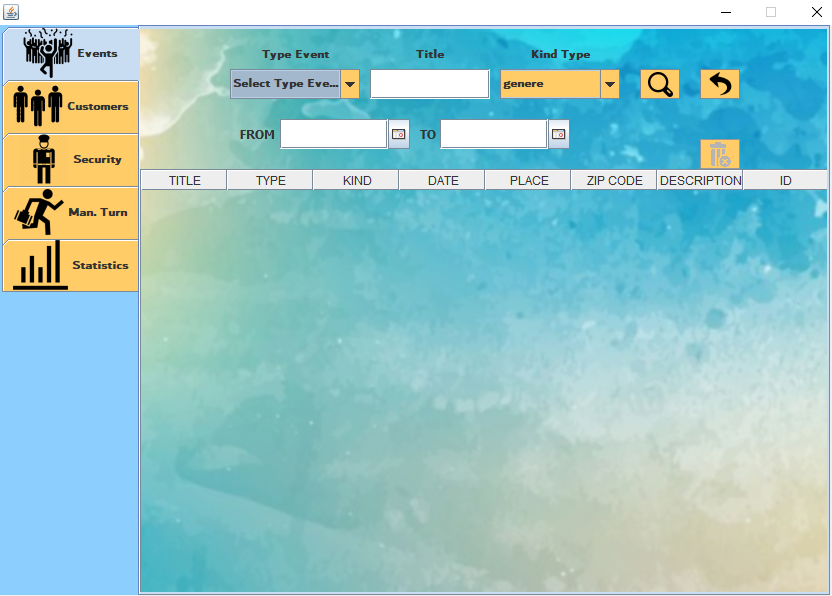 Events
Customers
Security
Man. Turn
Statistics
Type Event Title Kind Type
Select Type Eve... genere
FROM TO
TITLE TYPE KIND DATE PLACE ZIP CODE DESCRIPTION ID